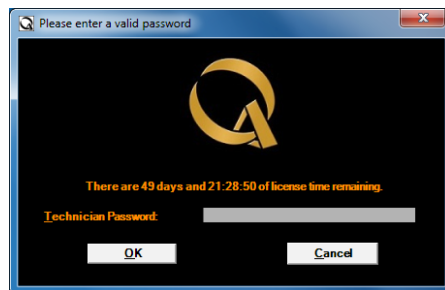 Please enter a valid password
There are 49 days and 21:28:50 of license time remaining.
Technician Password:
OK
Cancel